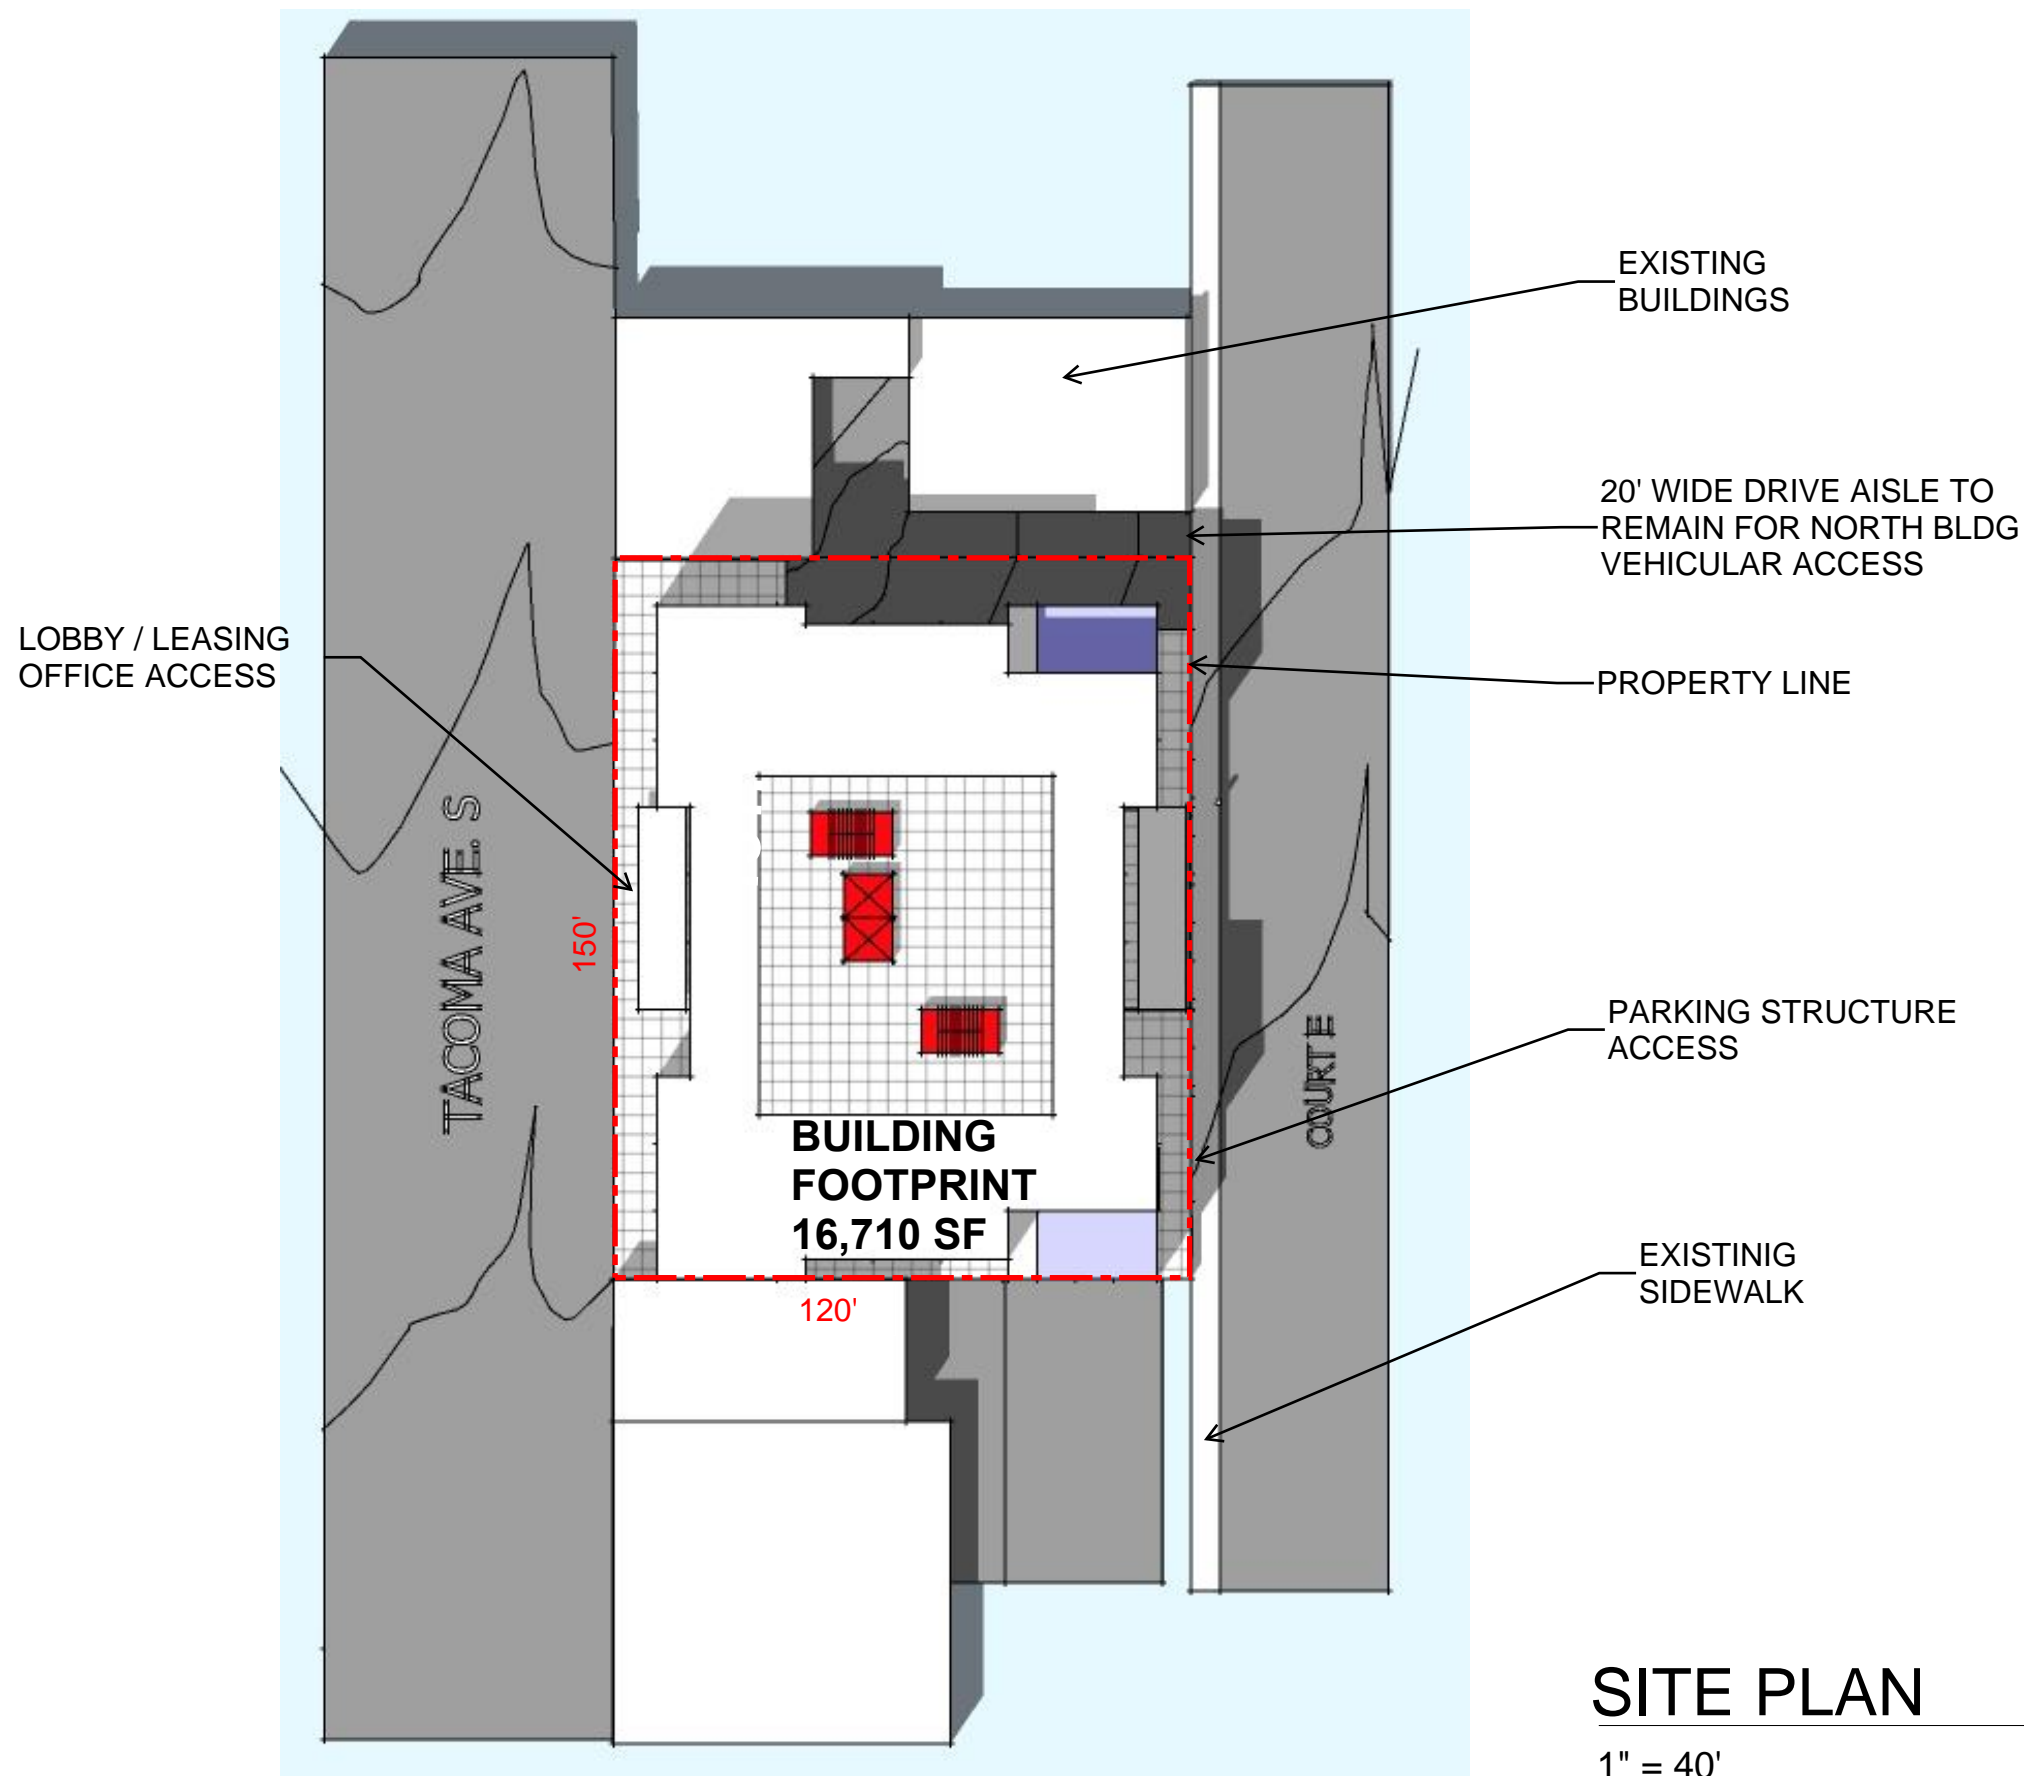 EXISTING
BUILDINGS
20' WIDE DRIVE AISLE TO
REMAIN FOR NORTH BLDG
VEHICULAR ACCESS
LOBBY / LEASING
OFFICE ACCESS
PROPERTY LINE
TACOMA AVE. S
150'
PARKING STRUCTURE
ACCESS
COURT E
BUILDING
FOOTPRINT
16,710 SF
EXISTINIG
SIDEWALK
120'
SITE PLAN
1" = 40'